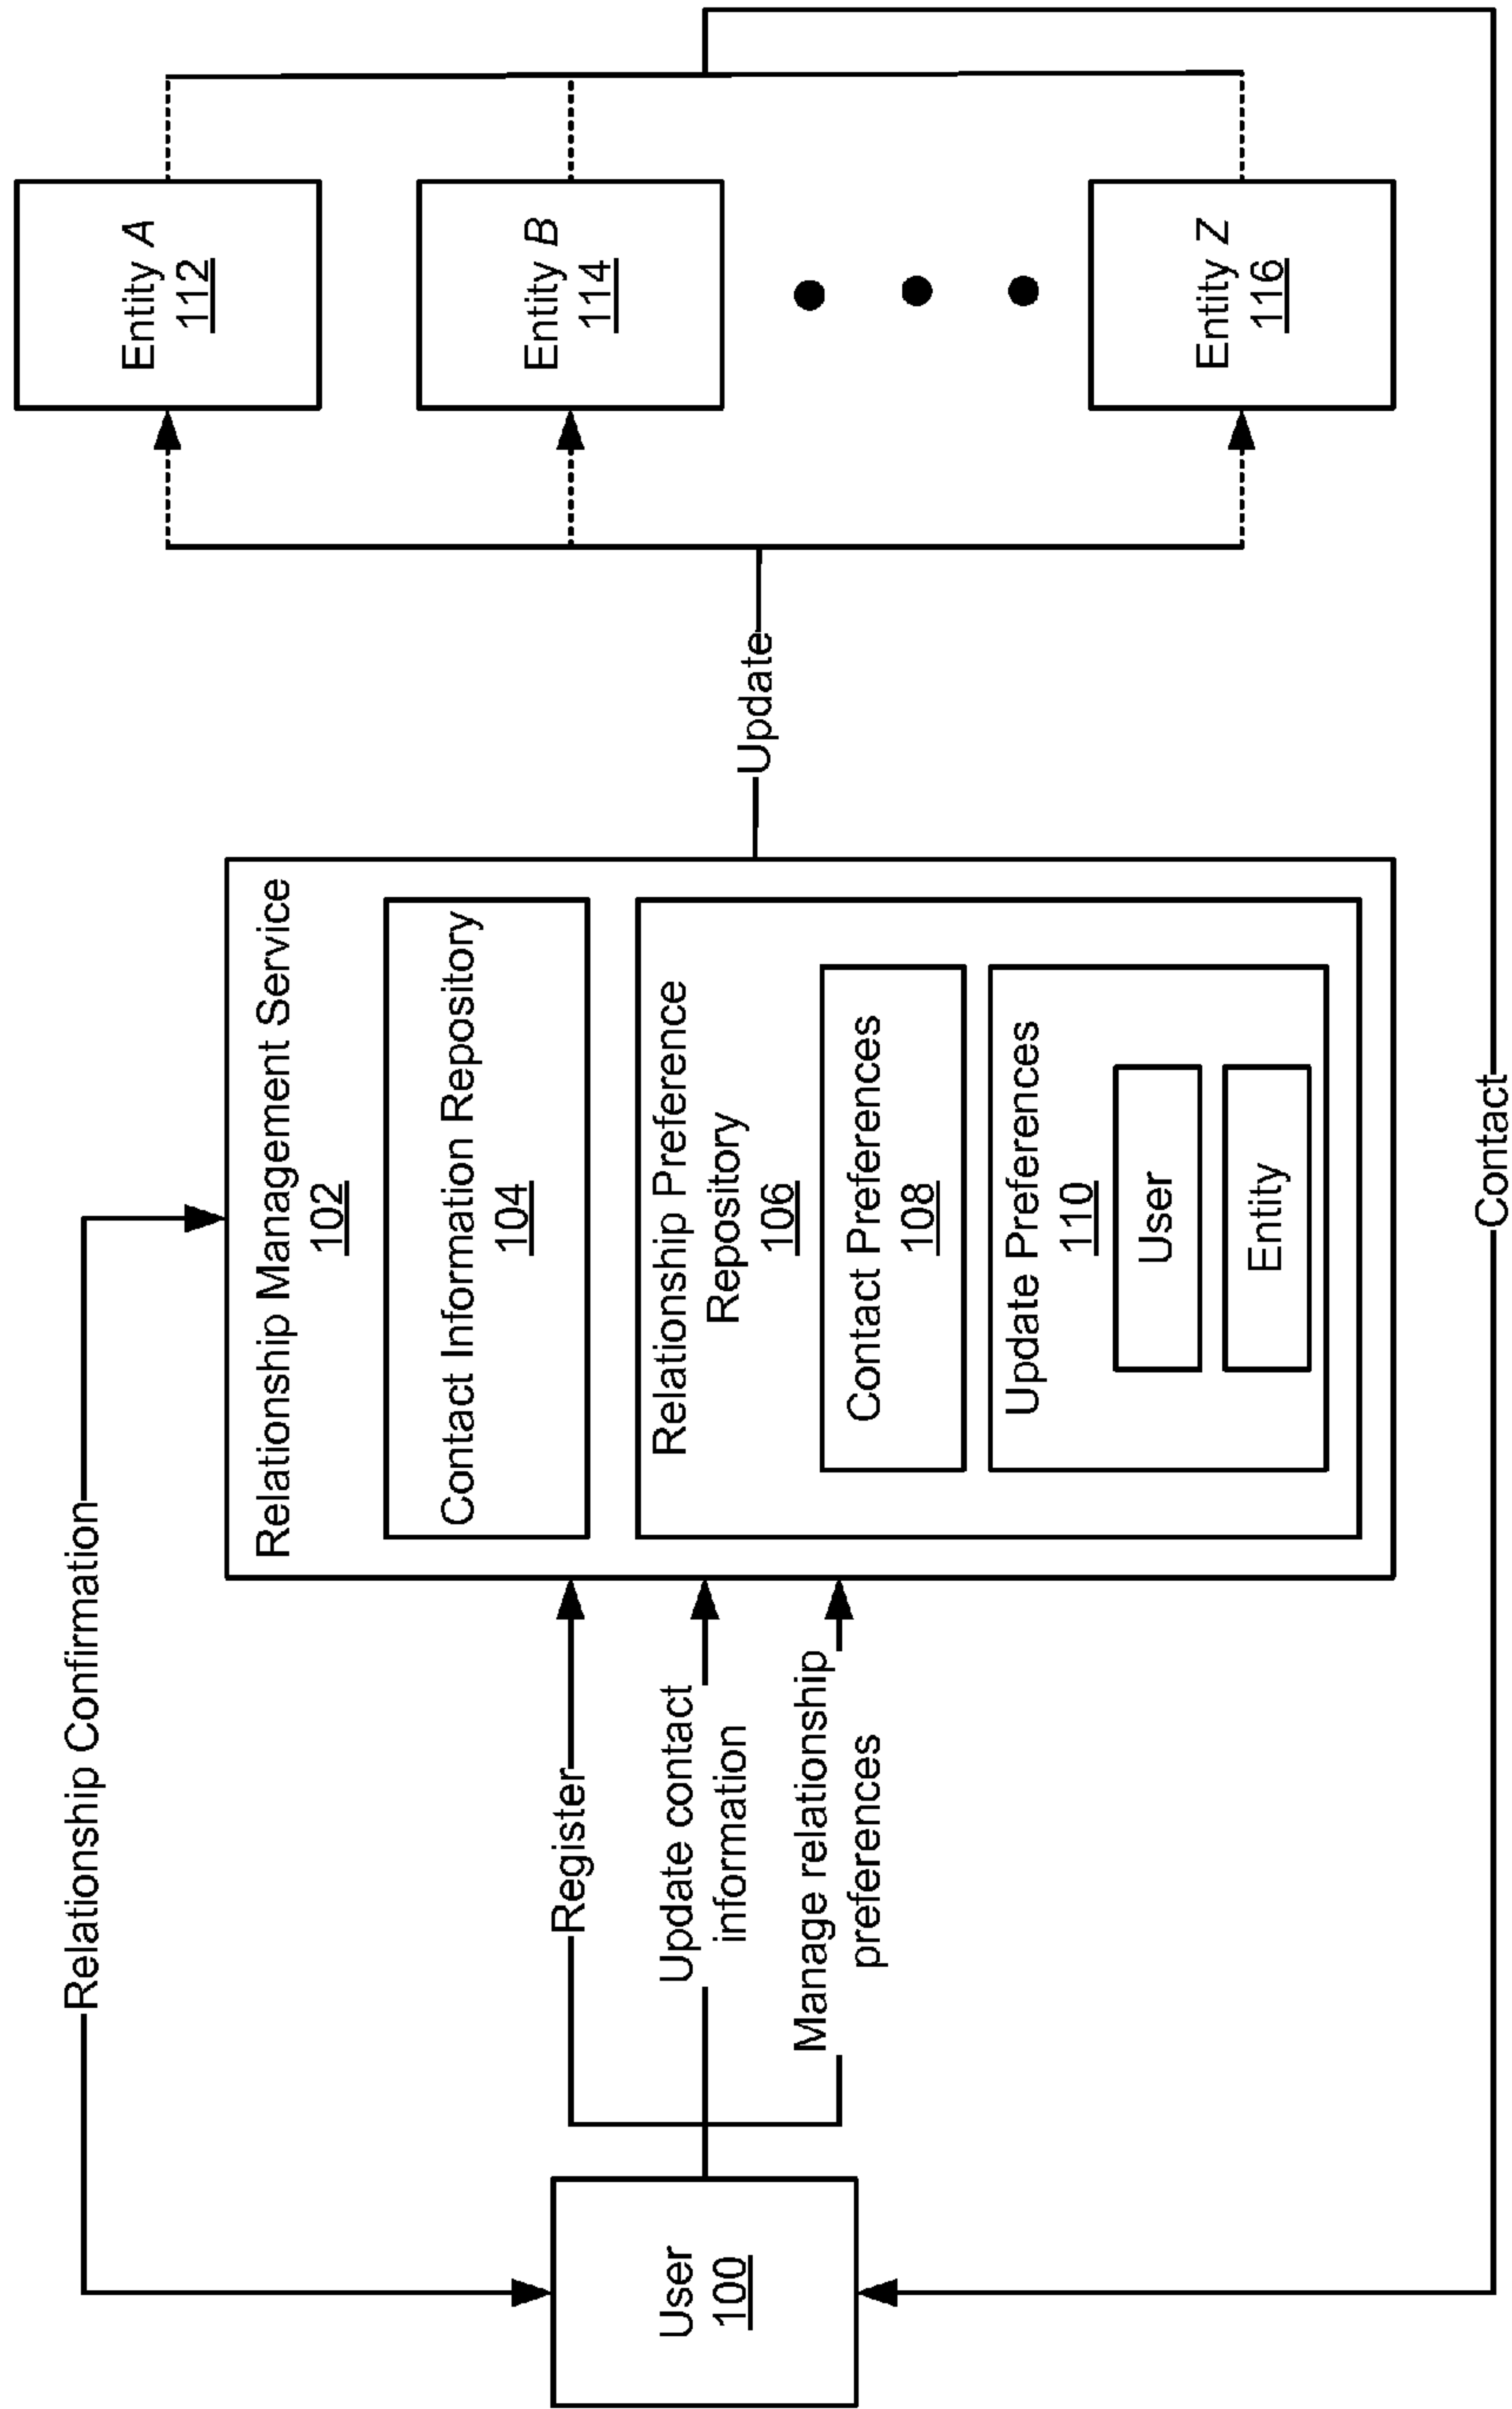 Relationship Confirmation
User
100
Register
Update contact
information
Manage relationship
preferences
Relationship Management Service
102
Contact Information Repository
104
Relationship Preference
Repository
106
Contact Preferences
108
Update Preferences
110
User
Entity
Update
Entity A
112
Entity B
114
Entity Z
116
Contact